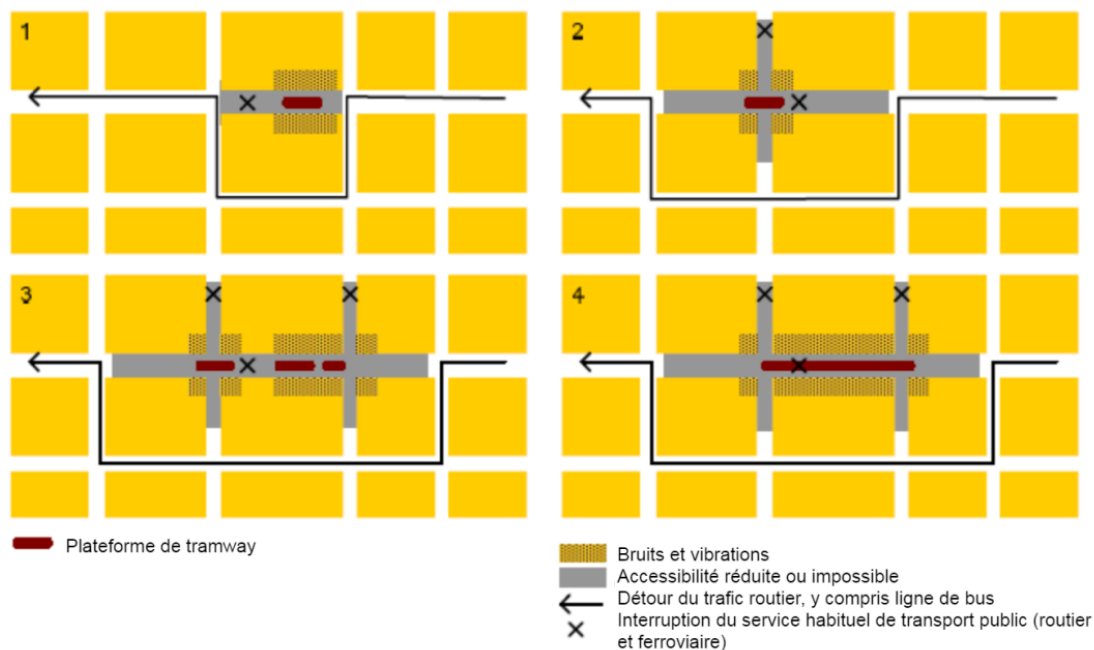 1
2
3
4
Plateforme de tramway
Bruits et vibrations
Accessibilité réduite ou impossible
Détour du trafic routier, y compris ligne de bus
Interruption du service habituel de transport public (routier
et ferroviaire)